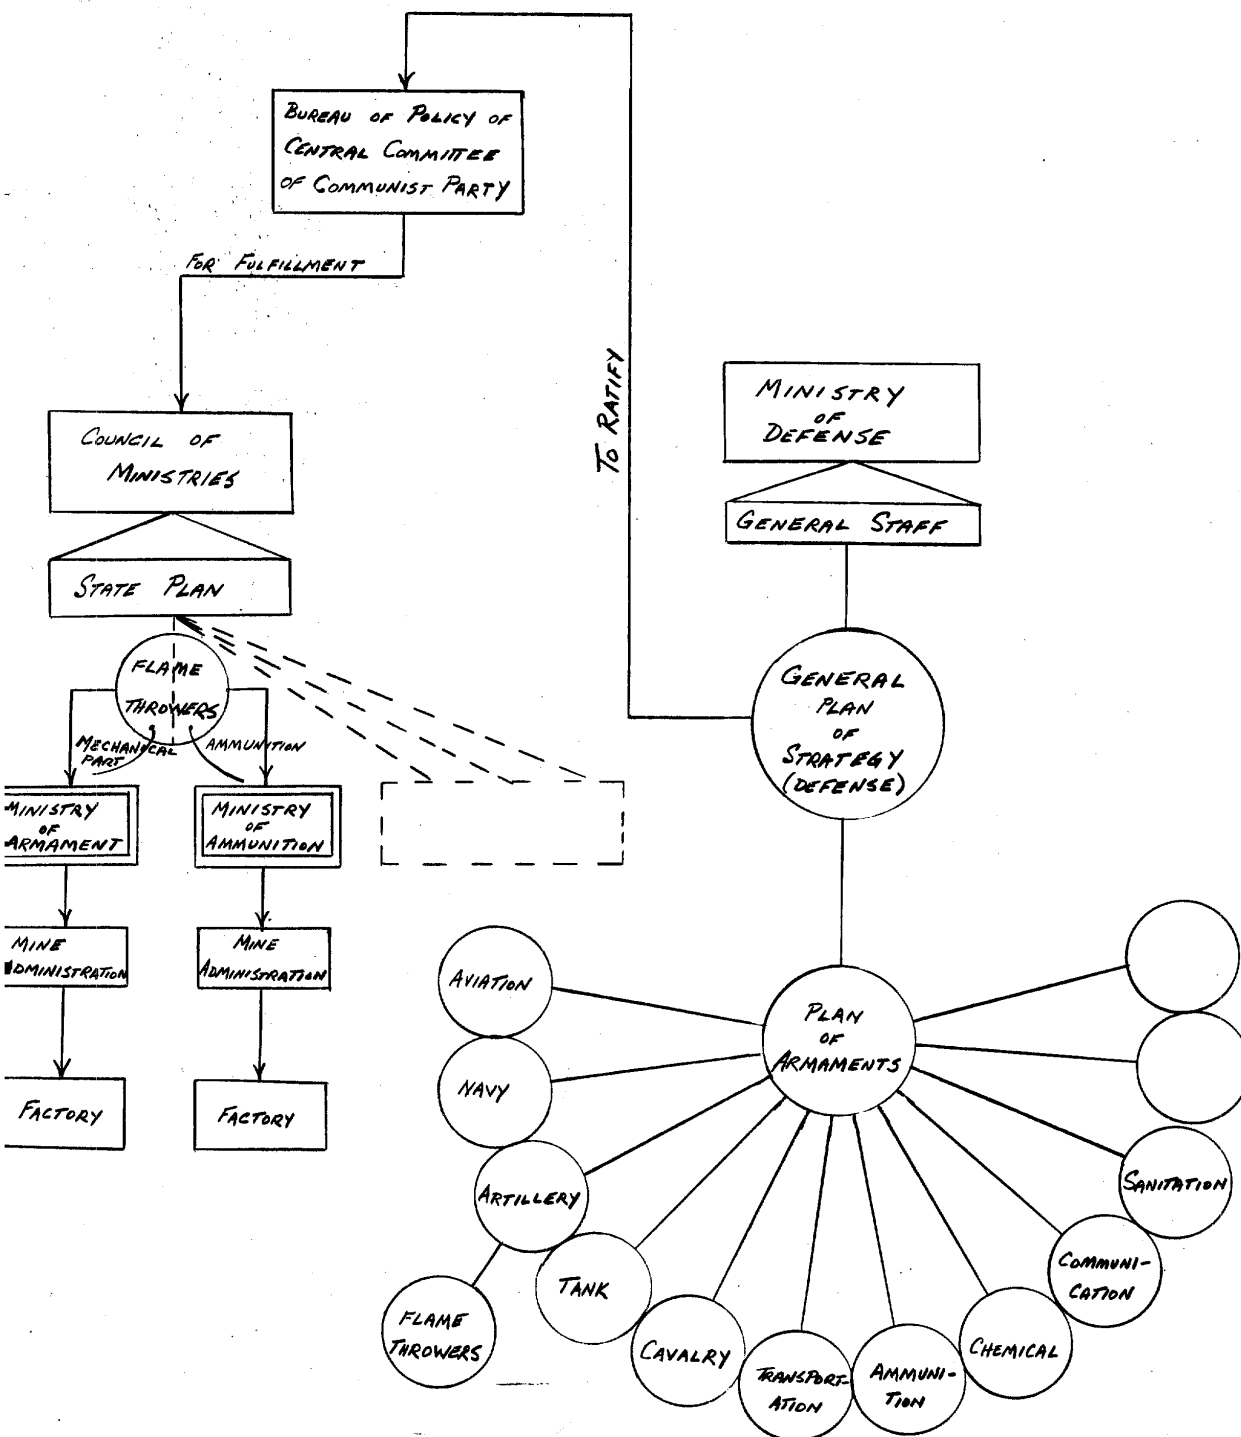 BUREAU OF POLICY OF
CENTRAL COMMITTEE
OF COMMUNIST PARTY
FOR FULFILLMENT
TO RATIFY
COUNCIL OF
MINISTRIES
STATE PLAN
FLAME
THROWERS
MECHANICAL
PART
AMMUNITION
MINISTRY
OF
ARMAMENT
MINISTRY
OF
AMMUNITION
MINE
ADMINISTRATION
MINE
ADMINISTRATION
FACTORY
FACTORY
MINISTRY
OF
DEFENSE
GENERAL STAFF
GENERAL
PLAN
OF
STRATEGY
(DEFENSE)
PLAN
OF
ARMAMENTS
AVIATION
NAVY
ARTILLERY
FLAME
THROWERS
TANK
CAVALRY
TRANSPORT-
ATION
AMMUNI-
TION
CHEMICAL
COMMUNI-
CATION
SANITATION